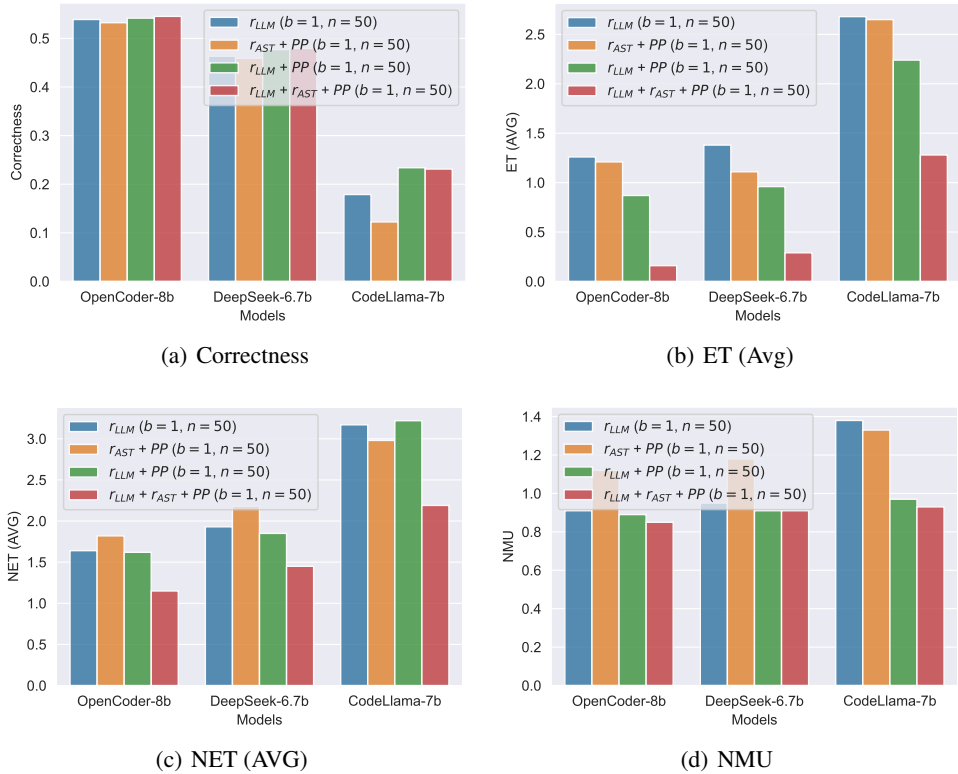 r_LLM (b = 1, n = 50)
r_AST + PP (b = 1, n = 50)
r_LLM + PP (b = 1, n = 50)
r_LLM + r_AST + PP (b = 1, n = 50)
0.5
0.4
0.3
0.2
0.1
0.0
Correctness
OpenCoder-8b DeepSeek-6.7b CodeLlama-7b
Models
(a) Correctness
r_LLM (b = 1, n = 50)
r_AST + PP (b = 1, n = 50)
r_LLM + PP (b = 1, n = 50)
r_LLM + r_AST + PP (b = 1, n = 50)
2.5
2.0
1.5
1.0
0.5
0.0
ET (AVG)
OpenCoder-8b DeepSeek-6.7b CodeLlama-7b
Models
(b) ET (Avg)
r_LLM (b = 1, n = 50)
r_AST + PP (b = 1, n = 50)
r_LLM + PP (b = 1, n = 50)
r_LLM + r_AST + PP (b = 1, n = 50)
3.0
2.5
2.0
1.5
1.0
0.5
0.0
NET (AVG)
OpenCoder-8b DeepSeek-6.7b CodeLlama-7b
Models
(c) NET (AVG)
r_LLM (b = 1, n = 50)
r_AST + PP (b = 1, n = 50)
r_LLM + PP (b = 1, n = 50)
r_LLM + r_AST + PP (b = 1, n = 50)
1.4
1.2
1.0
0.8
0.6
0.4
0.2
0.0
NMU
OpenCoder-8b DeepSeek-6.7b CodeLlama-7b
Models
(d) NMU